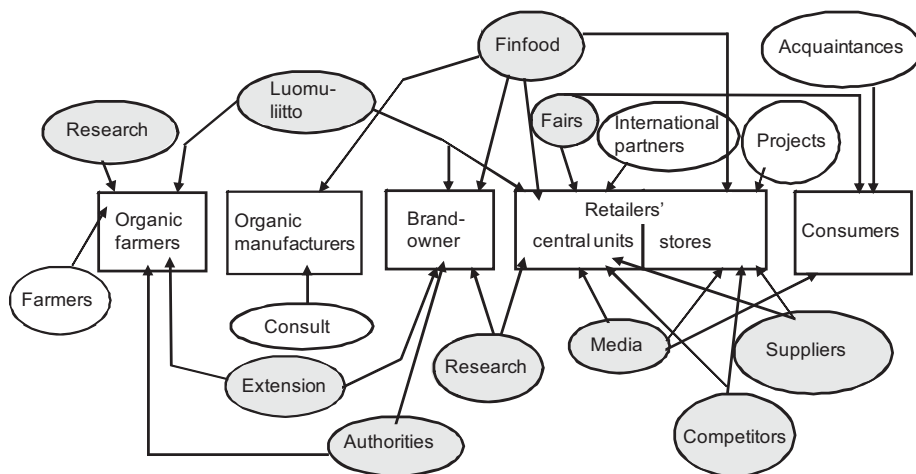 Finfood
Acquaintances
Luomu-
liitto
Research
Fairs
International
partners
Projects
Organic
farmers
Organic
manufacturers
Brand-
owner
Retailers'
central units
stores
Consumers
Farmers
Consult
Extension
Research
Media
Suppliers
Authorities
Competitors